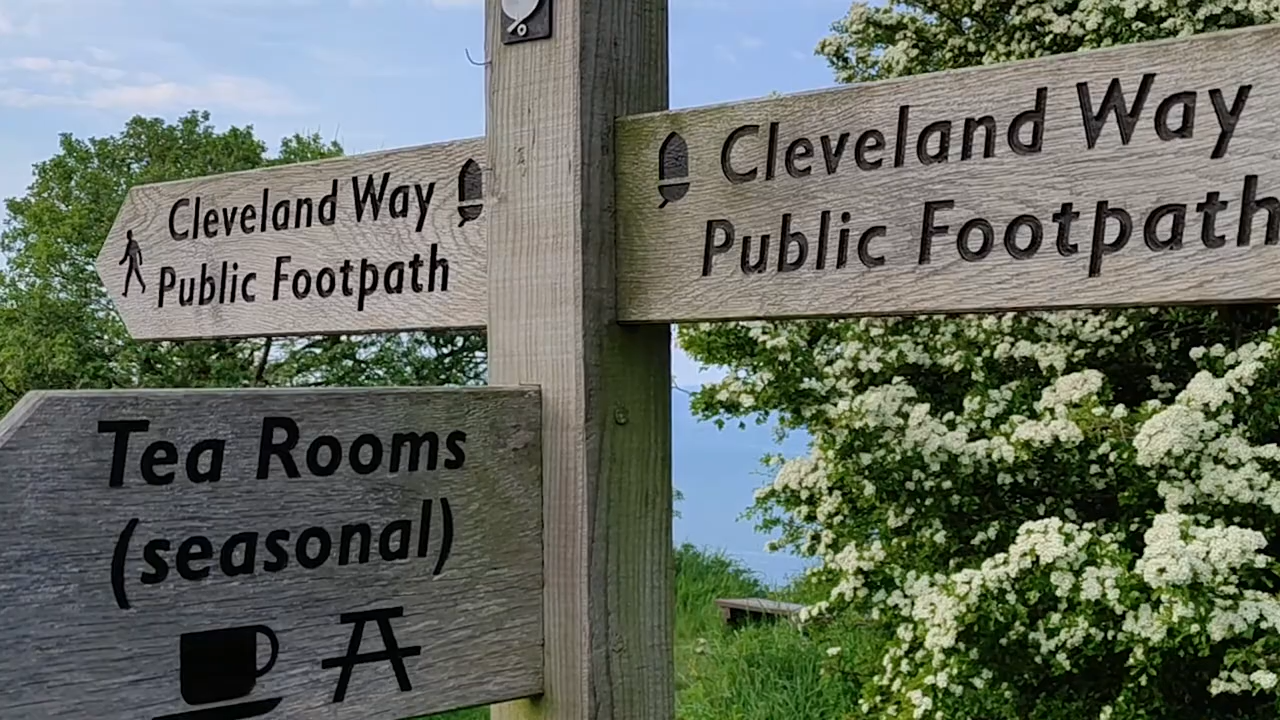 Cleveland Way
Public Footpath
Cleveland Way
Public Footpath
Tea Rooms
(seasonal)